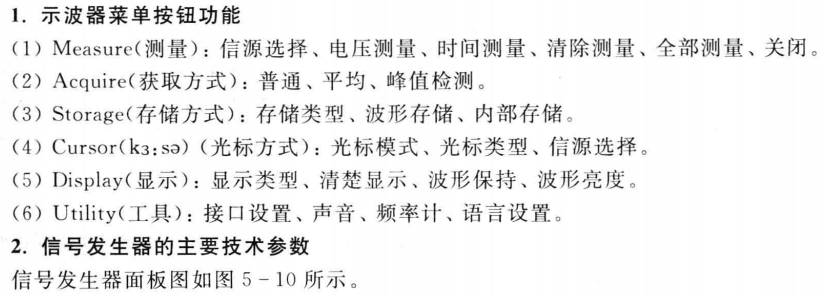 1. 示波器菜单按钮功能
(1) Measure(测量)：信源选择、电压测量、时间测量、清除测量、全部测量、关闭。
(2) Acquire(获取方式)：普通、平均、峰值检测。
(3) Storage(存储方式)：存储类型、波形存储、内部存储。
(4) Cursor(kɜːsə) (光标方式)：光标模式、光标类型、信源选择。
(5) Display(显示)：显示类型、清楚显示、波形保持、波形亮度。
(6) Utility(工具)：接口设置、声音、频率计、语言设置。
2. 信号发生器的主要技术参数
信号发生器面板图如图 5-10 所示。